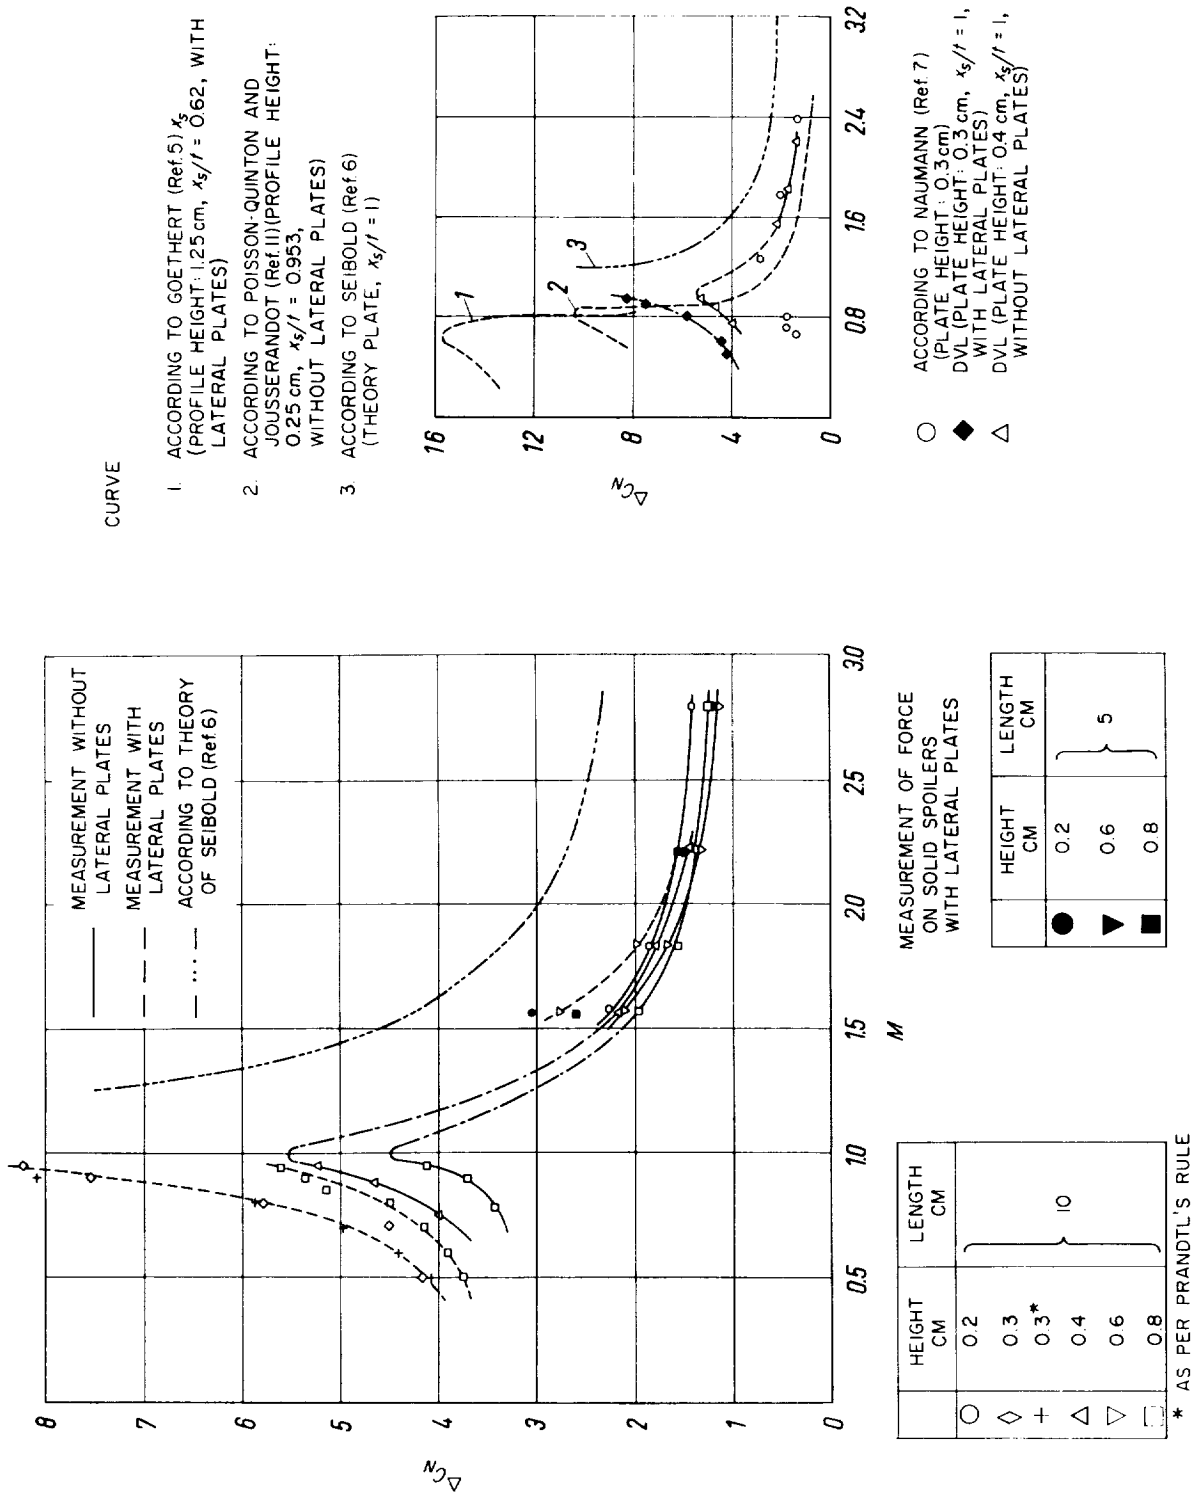 MEASUREMENT WITHOUT
LATERAL PLATES
MEASUREMENT WITH
LATERAL PLATES
ACCORDING TO THEORY
OF SEIBOLD (Ref.6)
8
7
6
5
4
3
2
1
0
ΔCN
0.5
1.0
1.5
2.0
2.5
3.0
M
HEIGHT CM LENGTH CM
0.2
0.3
0.3*
0.4
0.6
0.8
10
* AS PER PRANDTL'S RULE
MEASUREMENT OF FORCE
ON SOLID SPOILERS
WITH LATERAL PLATES
HEIGHT CM LENGTH CM
0.2
0.6
0.8
5
CURVE
1. ACCORDING TO GOETHERT (Ref.5) xs
(PROFILE HEIGHT: 1.25 cm, xs/t = 0.62, WITH
LATERAL PLATES)
2. ACCORDING TO POISSON-QUINTON AND
JOUSSERANDOT (Ref.11)(PROFILE HEIGHT:
0.25 cm, xs/t = 0.953,
WITHOUT LATERAL PLATES)
3. ACCORDING TO SEIBOLD (Ref.6)
(THEORY PLATE, xs/t = 1)
16
12
8
4
0
ΔCN
1
2
3
0.8
1.6
2.4
3.2
ACCORDING TO NAUMANN (Ref.7)
(PLATE HEIGHT: 0.3 cm)
DVL (PLATE HEIGHT: 0.3 cm, xs/t = 1,
WITH LATERAL PLATES)
DVL (PLATE HEIGHT: 0.4 cm, xs/t = 1,
WITHOUT LATERAL PLATES)